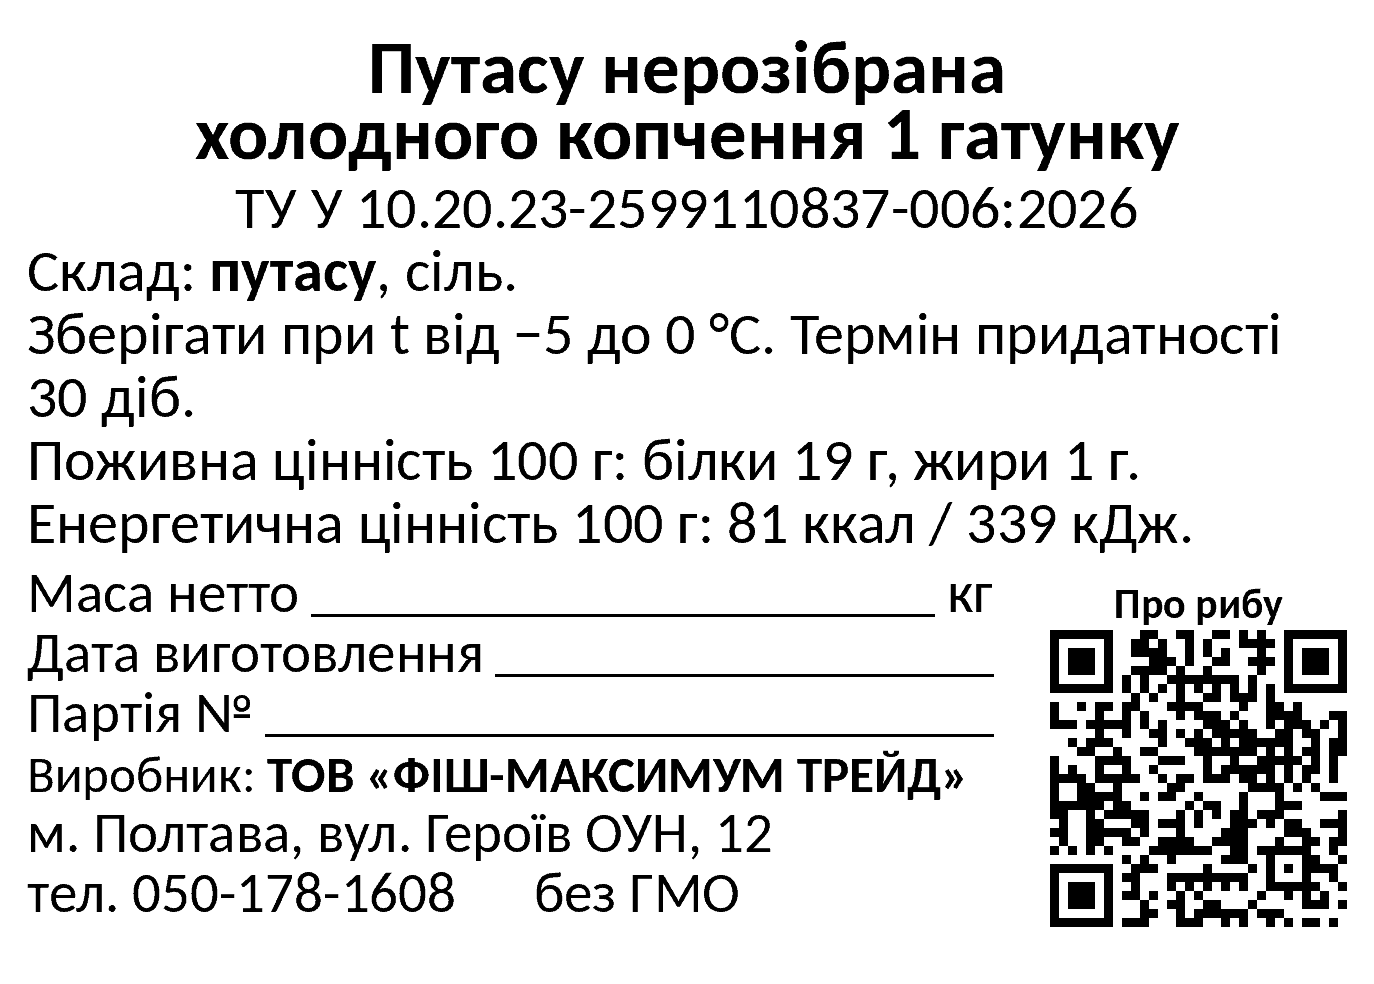 Путасу нерозібрана
холодного копчення 1 гатунку
ТУ У 10.20.23-2599110837-006:2026
Склад: путасу, сіль.
Зберігати при t від −5 до 0 °С. Термін придатності
30 діб.
Поживна цінність 100 г: білки 19 г, жири 1 г.
Енергетична цінність 100 г: 81 ккал / 339 кДж.
Маса нетто ____________________ кг
Дата виготовлення ________________
Партія № ________________________
Про рибу
Виробник: ТОВ «ФІШ-МАКСИМУМ ТРЕЙД»
м. Полтава, вул. Героїв ОУН, 12
тел. 050-178-1608 без ГМО